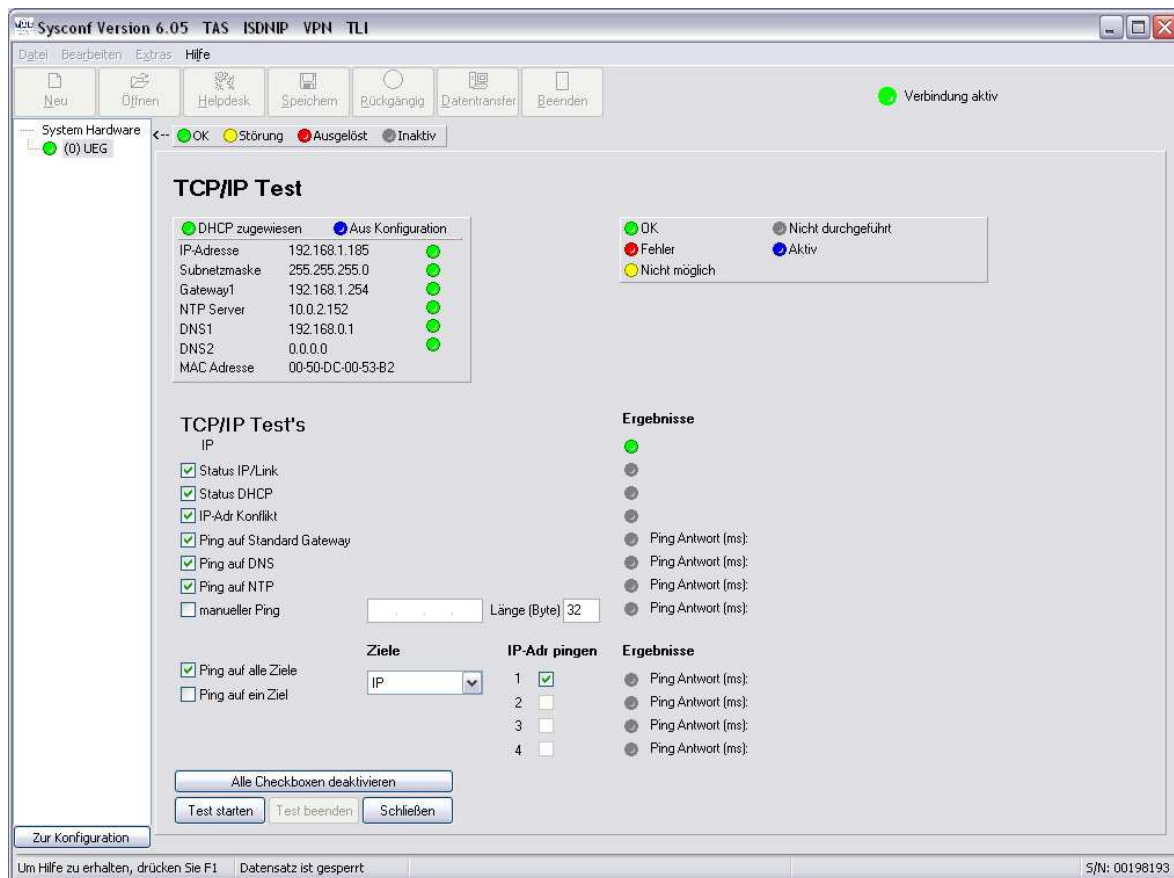 Sysconf Version 6.05 TAS ISDNIP VPN TLI
Datei Bearbeiten Extras Hilfe
Neu Öffnen Helpdesk Speichern Rückgängig Datentransfer Beenden
Verbindung aktiv
System Hardware
(0) UEG
<-- OK Störung Ausgelöst Inaktiv
TCP/IP Test
DHCP zugewiesen Aus Konfiguration
IP-Adresse 192.168.1.185
Subnetzmaske 255.255.255.0
Gateway1 192.168.1.254
NTP Server 10.0.2.152
DNS1 192.168.0.1
DNS2 0.0.0.0
MAC Adresse 00-50-DC-00-53-B2
OK Nicht durchgeführt
Fehler Aktiv
Nicht möglich
TCP/IP Test's Ergebnisse
IP
Status IP/Link
Status DHCP
IP-Adr Konflikt
Ping auf Standard Gateway Ping Antwort (ms):
Ping auf DNS Ping Antwort (ms):
Ping auf NTP Ping Antwort (ms):
manueller Ping . . . Länge (Byte) 32 Ping Antwort (ms):
Ziele IP-Adr pingen Ergebnisse
Ping auf alle Ziele IP 1 Ping Antwort (ms):
Ping auf ein Ziel 2 Ping Antwort (ms):
3 Ping Antwort (ms):
4 Ping Antwort (ms):
Alle Checkboxen deaktivieren
Test starten Test beenden Schließen
Zur Konfiguration
Um Hilfe zu erhalten, drücken Sie F1 Datensatz ist gesperrt S/N: 00198193